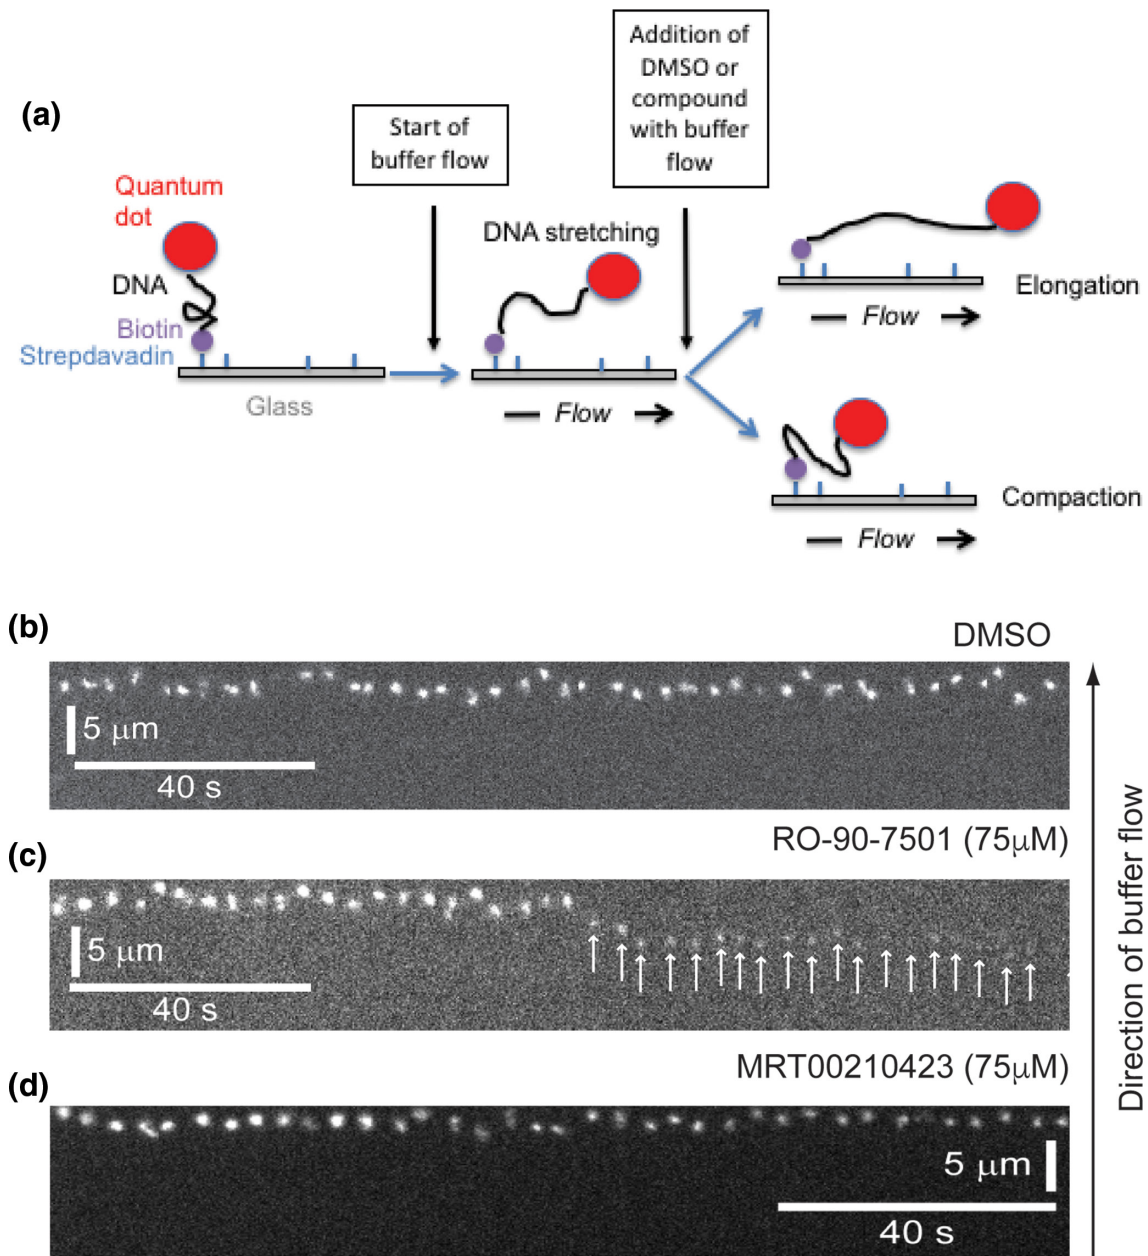 (a)
Start of
buffer flow
Addition of
DMSO or
compound
with buffer
flow
Quantum
dot
DNA
Biotin
Strepdavadin
Glass
DNA stretching
Flow
Elongation
Flow
Compaction
Flow
(b)
DMSO
5 μm
40 s
RO-90-7501 (75μM)
(c)
5 μm
40 s
MRT00210423 (75μM)
(d)
5 μm
40 s
Direction of buffer flow